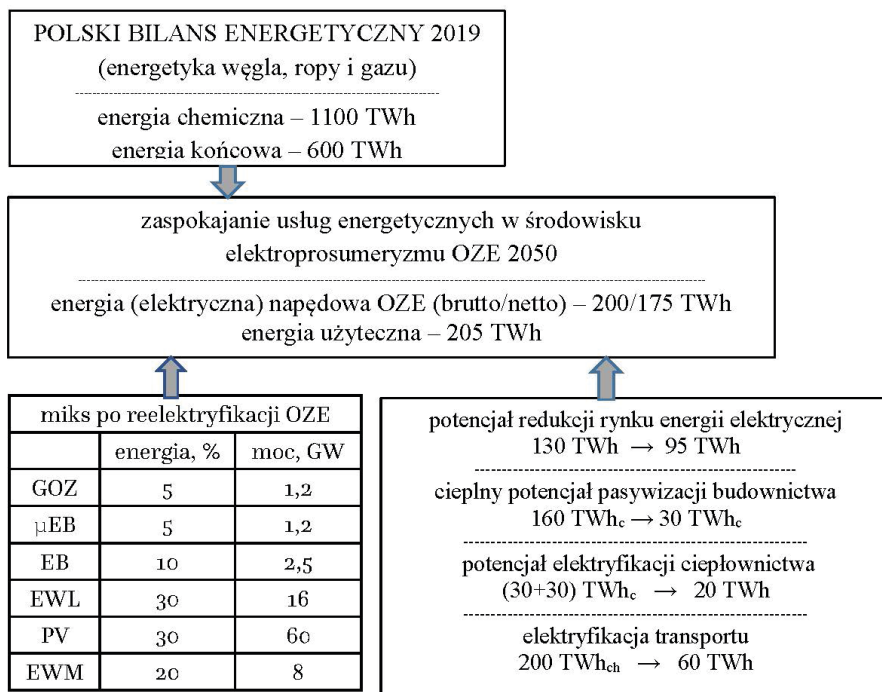 POLSKI BILANS ENERGETYCZNY 2019
(energetyka węgla, ropy i gazu)
energia chemiczna – 1100 TWh
energia końcowa – 600 TWh
zaspokajanie usług energetycznych w środowisku
elektroprosumeryzmu OZE 2050
energia (elektryczna) napędowa OZE (brutto/netto) – 200/175 TWh
energia użyteczna – 205 TWh
miks po reelektryfikacji OZE
energia, % moc, GW
GOZ 5 1,2
µEB 5 1,2
EB 10 2,5
EWL 30 16
PV 30 60
EWM 20 8
potencjał redukcji rynku energii elektrycznej
130 TWh → 95 TWh
cieplny potencjał pasywizacji budownictwa
160 TWhc → 30 TWhc
potencjał elektryfikacji ciepłownictwa
(30+30) TWhc → 20 TWh
elektryfikacja transportu
200 TWhch → 60 TWh